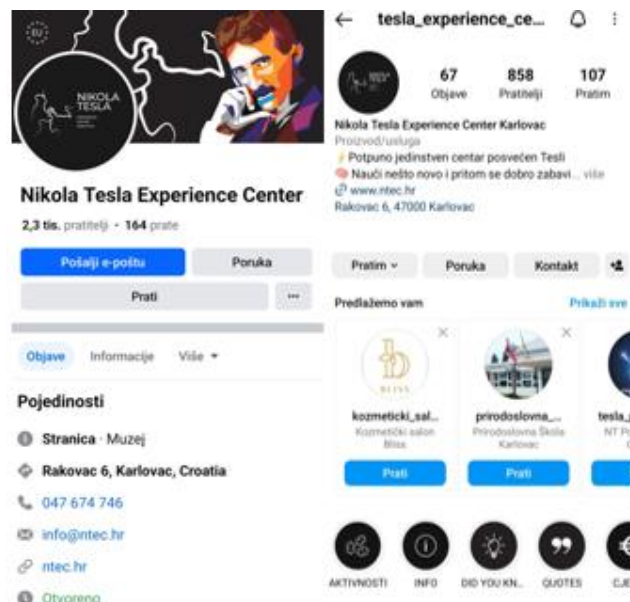 EU
NIKOLA
TESLA
Nikola Tesla Experience Center
2,3 tis. pratitelji • 164 prate
Pošalji e-poštu
Poruka
Prati
...
Objave
Informacije
Više
Pojedinosti
Stranica · Muzej
Rakovac 6, Karlovac, Croatia
047 674 746
info@ntec.hr
ntec.hr
Otvoreno
tesla_experience_ce...
67
858
107
Objave
Pratitelji
Pratim
Nikola Tesla Experience Center Karlovac
Proizvod/usluga
Potpuno jedinstven centar posvećen Tesli
Nauči nešto novo i pritom se dobro zabavi... više
www.ntec.hr
Rakovac 6, 47000 Karlovac
Pratim
Poruka
Kontakt
Predlažemo vam
Prikaži sve
BLISS
kozmeticki_sal...
Kozmetički salon
Bliss
Prati
prirodoslovna_...
Prirodoslovna Škola
Karlovac
Prati
tesla_
AKTIVNOSTI
INFO
DID YOU KN...
QUOTES
CJE